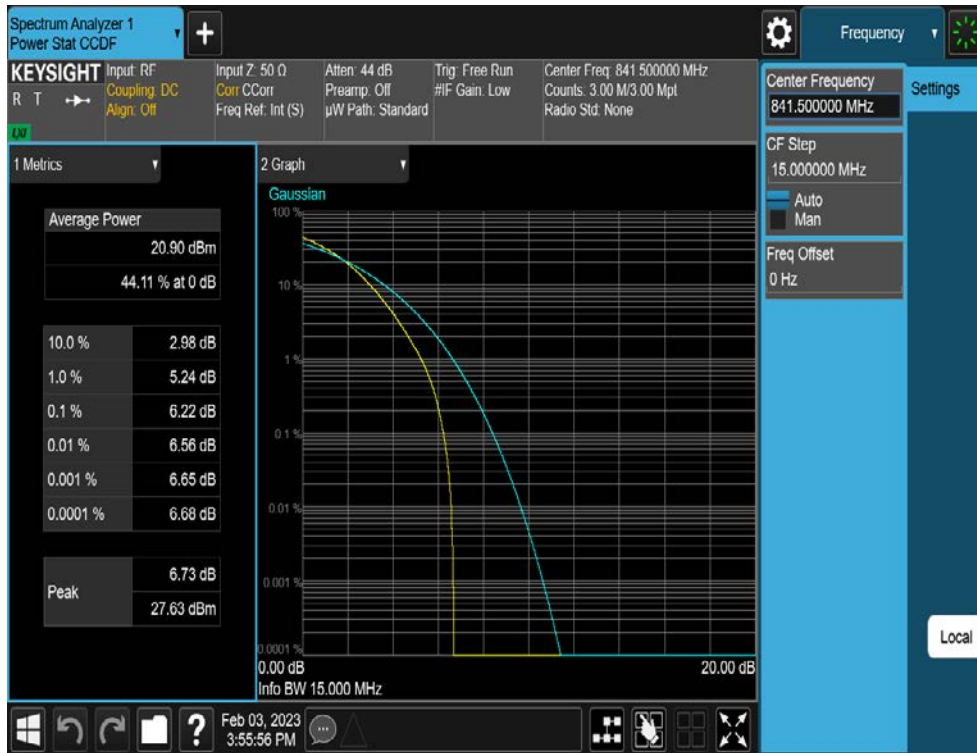 Spectrum Analyzer 1
Power Stat CCDF
+
Frequency
KEYSIGHT
R T
LXI
Input: RF
Coupling: DC
Align: Off
Input Z: 50 Ω
Corr CCorr
Freq Ref: Int (S)
Atten: 44 dB
Preamp: Off
µW Path: Standard
Trig: Free Run
#IF Gain: Low
Center Freq: 841.500000 MHz
Counts: 3.00 M/3.00 Mpt
Radio Std: None
Center Frequency
841.500000 MHz
Settings
CF Step
15.000000 MHz
Auto
Man
Freq Offset
0 Hz
1 Metrics
Average Power
20.90 dBm
44.11 % at 0 dB
10.0 % 2.98 dB
1.0 % 5.24 dB
0.1 % 6.22 dB
0.01 % 6.56 dB
0.001 % 6.65 dB
0.0001 % 6.68 dB
Peak
6.73 dB
27.63 dBm
2 Graph
Gaussian
100 %
10 %
1 %
0.1 %
0.01 %
0.001 %
0.0001 %
0.00 dB 20.00 dB
Info BW 15.000 MHz
Local
?
Feb 03, 2023
3:55:56 PM